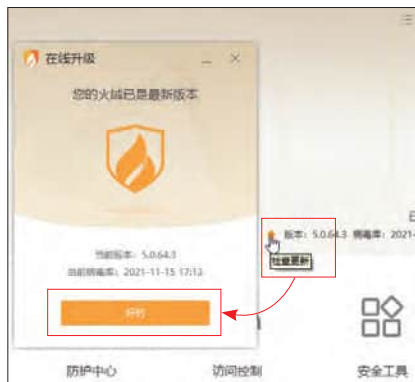 在线升级
您的火绒已是最新版本
已
版本：5.0.64.3 病毒库：2021-
检查更新
当前版本：5.0.64.3
当前病毒库：2021-11-15 17:13
好的
防护中心
访问控制
安全工具